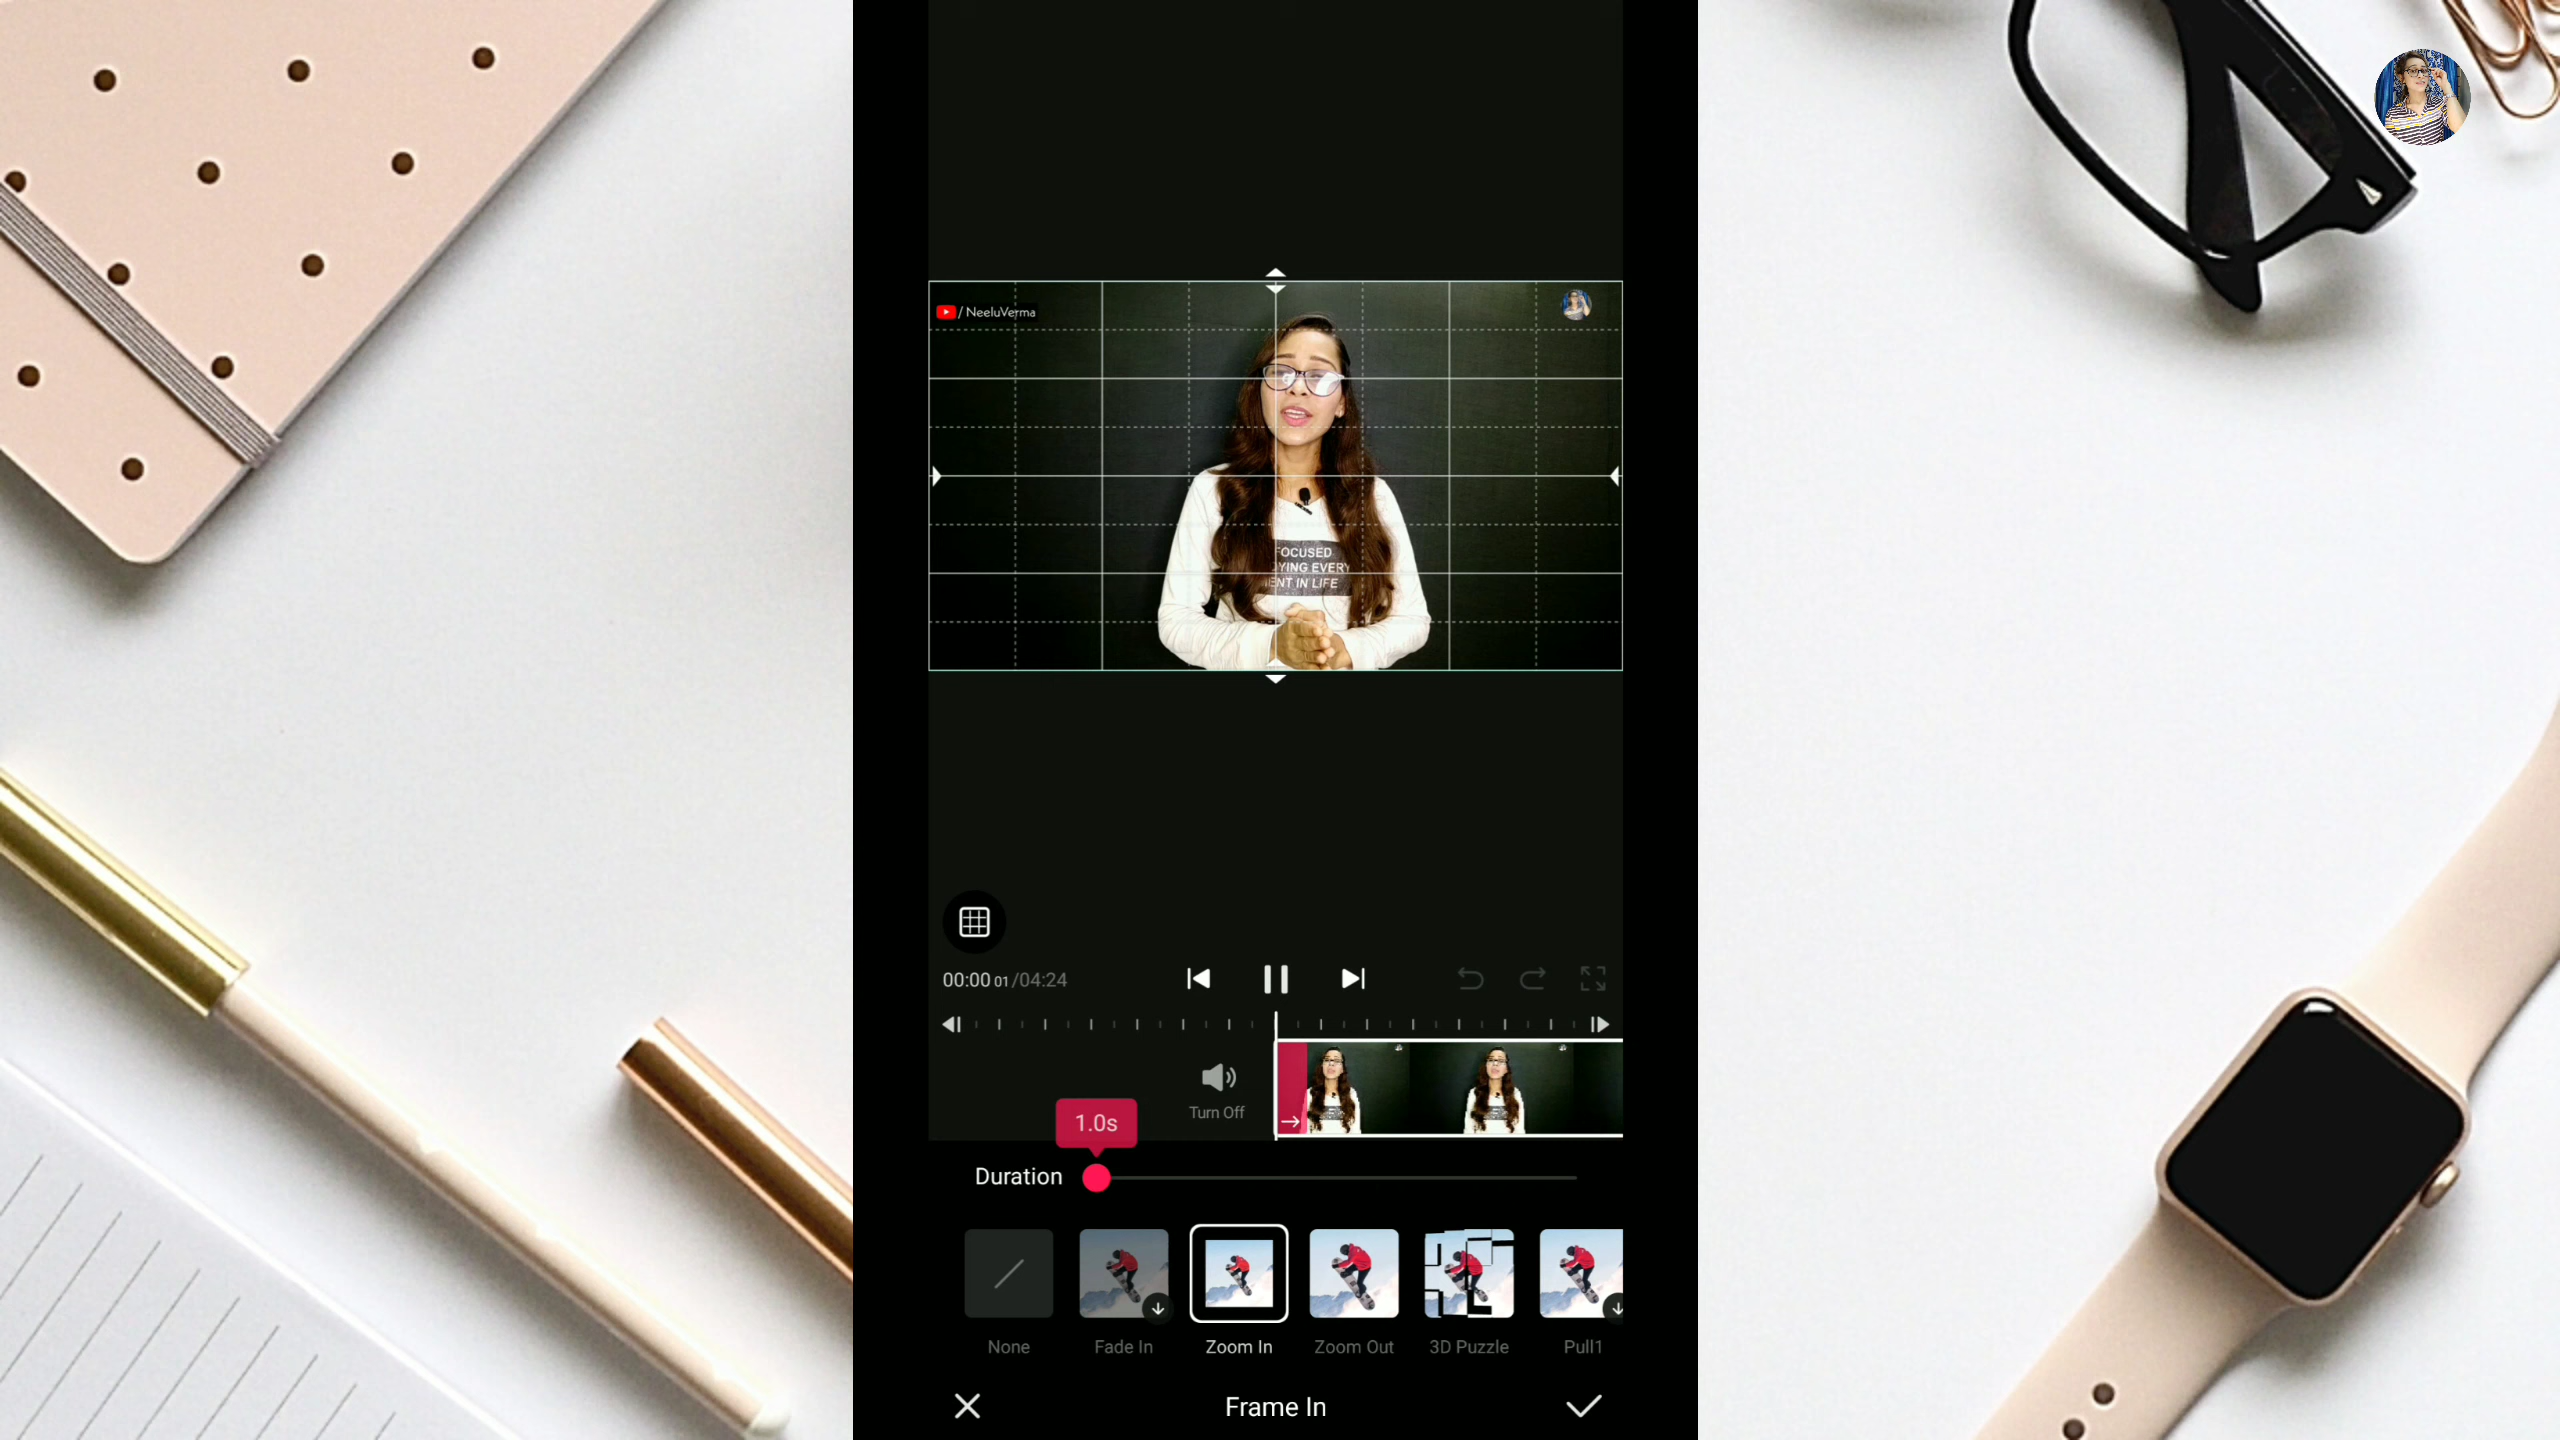 / NeeluVerma
FOCUSED
YING EVERY
ENT IN LIFE
00:00 01 /04:24
Turn Off
1.0s
Duration
None
Fade In
Zoom In
Zoom Out
3D Puzzle
Pull1
Frame In